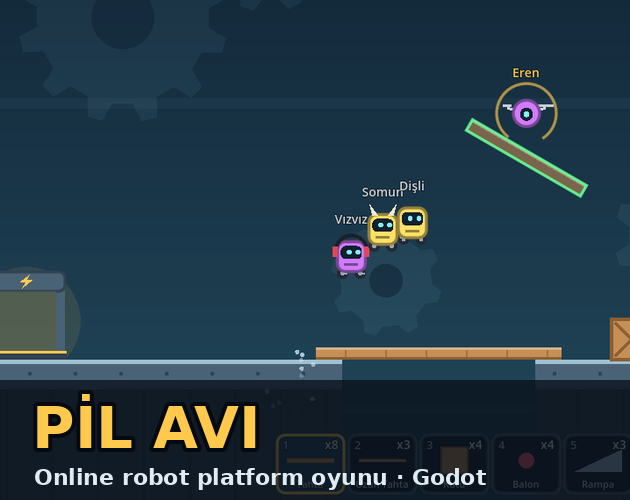 Eren
Somun Dişli
Vızvız
⚡
PİL AVI
1 x8 2 x3 3 x4 4 x4 5 x3
Balon Rampa
Online robot platform oyunu · Godot